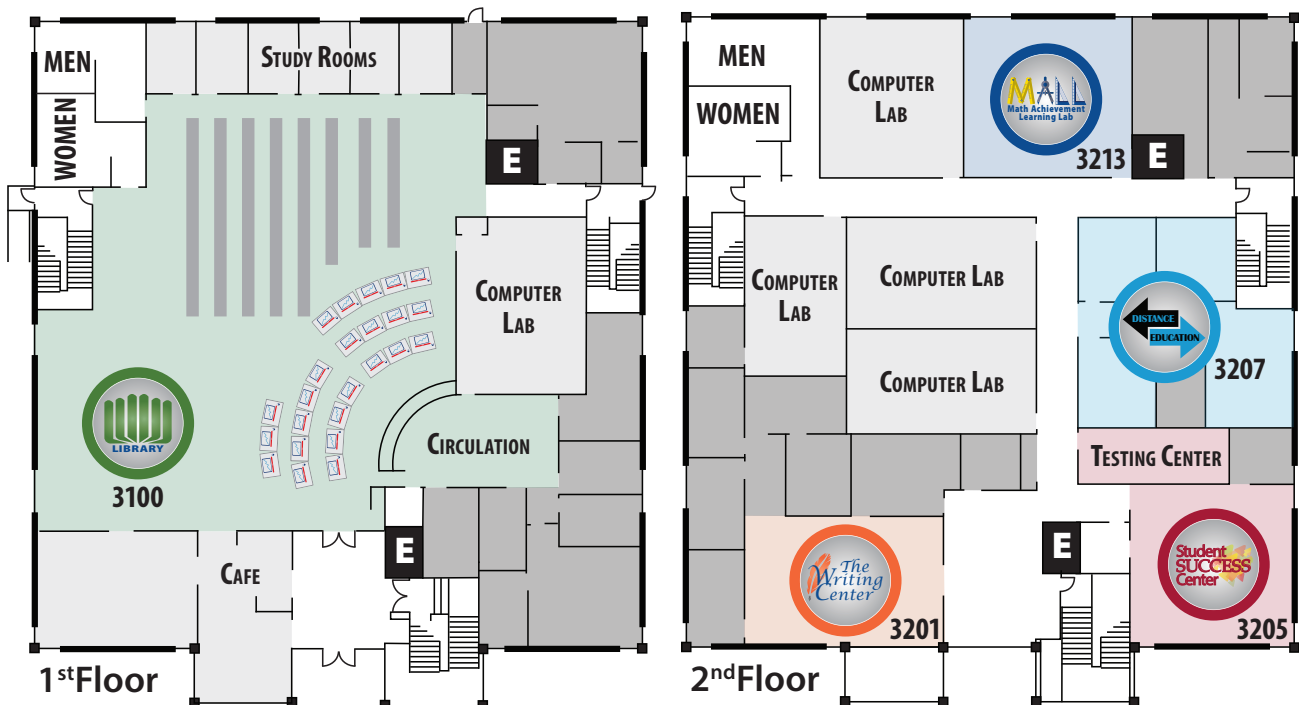 MEN
STUDY ROOMS
WOMEN
E
COMPUTER
LAB
LIBRARY
3100
CIRCULATION
E
CAFE
1st Floor
MEN
WOMEN
COMPUTER
LAB
MALL
Math Achievement
Learning Lab
3213
E
COMPUTER
LAB
COMPUTER LAB
COMPUTER LAB
DISTANCE
EDUCATION
3207
TESTING CENTER
The
Writing
Center
3201
E
Student
SUCCESS
Center
3205
2nd Floor